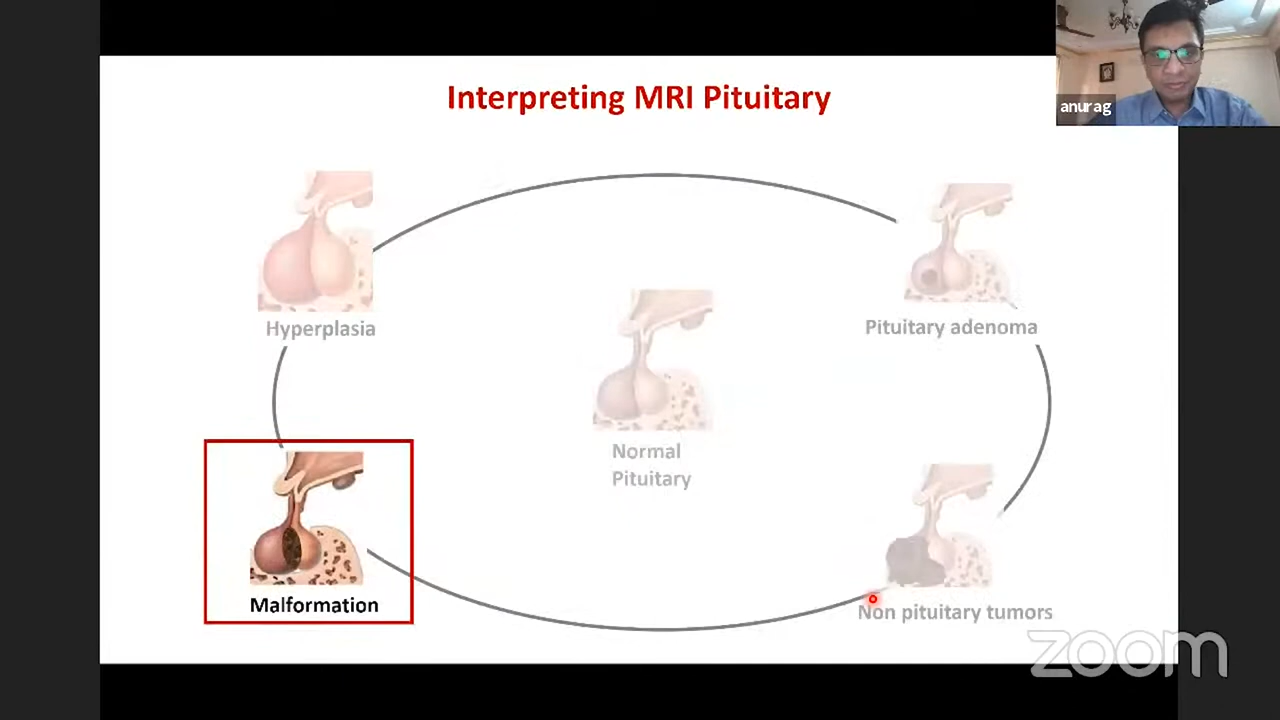 Interpreting MRI Pituitary
anurag
Hyperplasia
Pituitary adenoma
Normal
Pituitary
Malformation
Non pituitary tumors
zoom